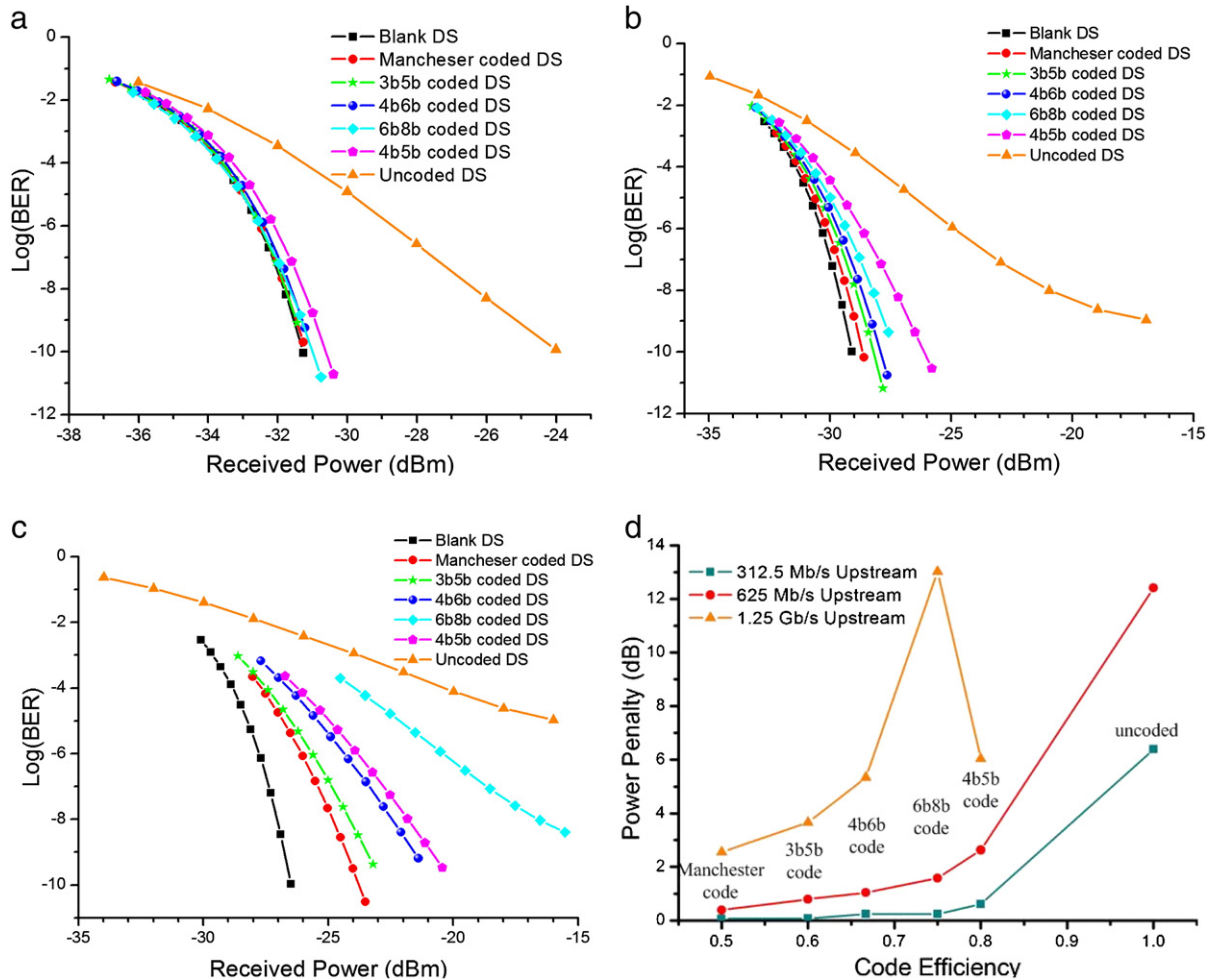 a
Log(BER)
0
-2
-4
-6
-8
-10
-12
-38 -36 -34 -32 -30 -28 -26 -24
Received Power (dBm)
Blank DS
Mancheser coded DS
3b5b coded DS
4b6b coded DS
6b8b coded DS
4b5b coded DS
Uncoded DS
b
Log(BER)
0
-2
-4
-6
-8
-10
-12
-35 -30 -25 -20 -15
Received Power (dBm)
Blank DS
Mancheser coded DS
3b5b coded DS
4b6b coded DS
6b8b coded DS
4b5b coded DS
Uncoded DS
c
Log(BER)
0
-2
-4
-6
-8
-10
-35 -30 -25 -20 -15
Received Power (dBm)
Blank DS
Mancheser coded DS
3b5b coded DS
4b6b coded DS
6b8b coded DS
4b5b coded DS
Uncoded DS
d
Power Penalty (dB)
14
12
10
8
6
4
2
0
0.5 0.6 0.7 0.8 0.9 1.0
Code Efficiency
312.5 Mb/s Upstream
625 Mb/s Upstream
1.25 Gb/s Upstream
Manchester
code
3b5b
code
4b6b
code
6b8b
code
4b5b
code
uncoded